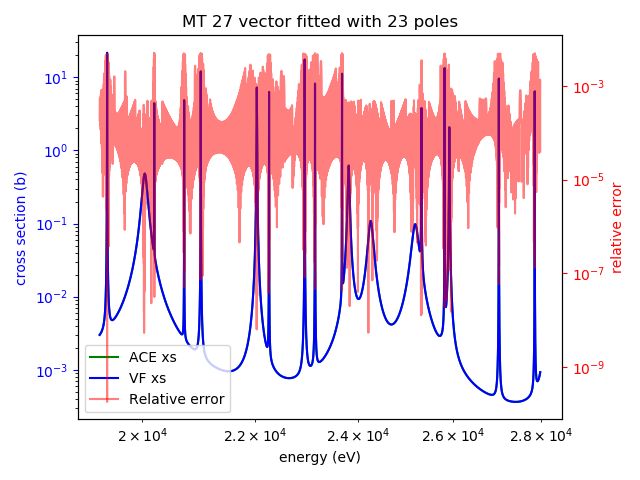 MT 27 vector fitted with 23 poles
10¹
10⁰
10⁻¹
10⁻²
10⁻³
cross section (b)
10⁻³
10⁻⁵
10⁻⁷
10⁻⁹
relative error
ACE xs
VF xs
Relative error
2 × 10⁴ 2.2 × 10⁴ 2.4 × 10⁴ 2.6 × 10⁴ 2.8 × 10⁴
energy (eV)